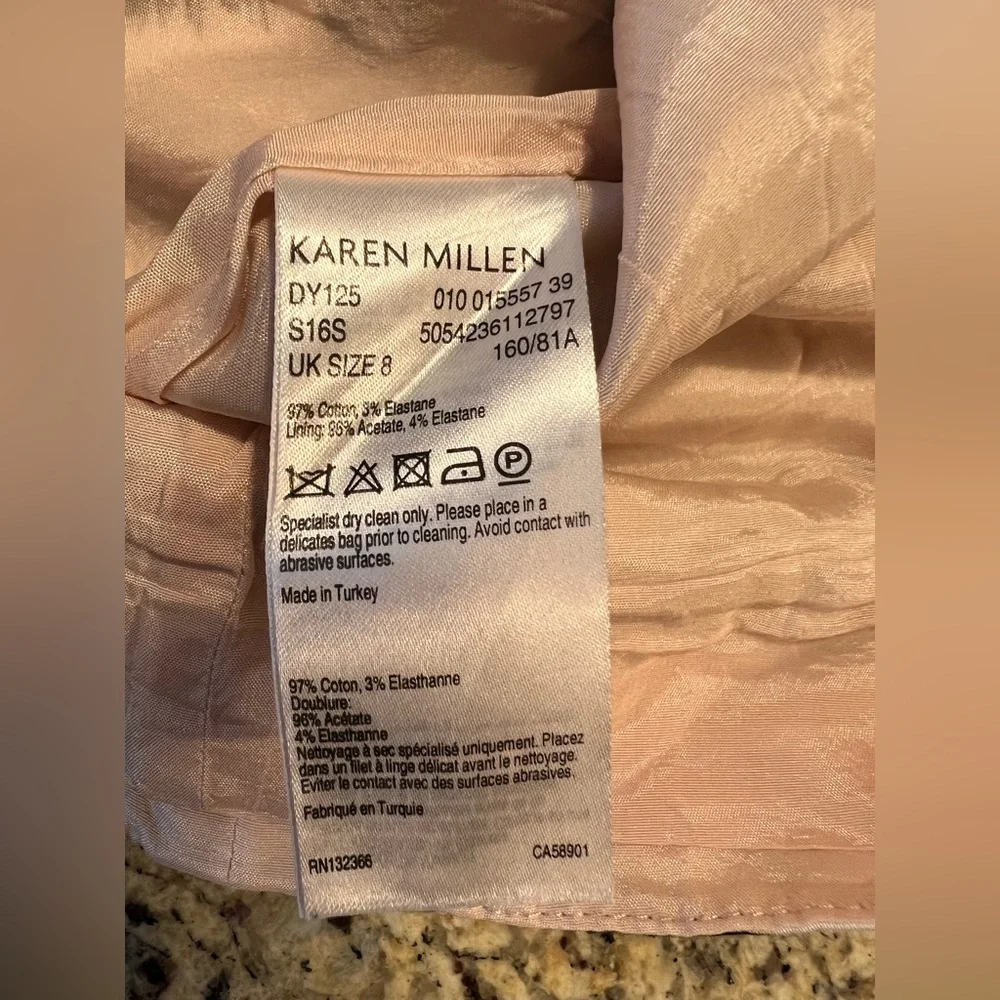 KAREN MILLEN
DY125 010 015557 39
S16S 5054236112797
UK SIZE 8 160/81A
97% Cotton, 3% Elastane
Lining: 96% Acetate, 4% Elastane
P
Specialist dry clean only. Please place in a
delicates bag prior to cleaning. Avoid contact with
abrasive surfaces.
Made in Turkey
97% Coton, 3% Elasthanne
Doublure:
96% Acétate
4% Elasthanne
Nettoyage à sec spécialisé uniquement. Placez
dans un filet à linge délicat avant le nettoyage.
Eviter le contact avec des surfaces abrasives.
Fabriqué en Turquie
RN132366 CA58901